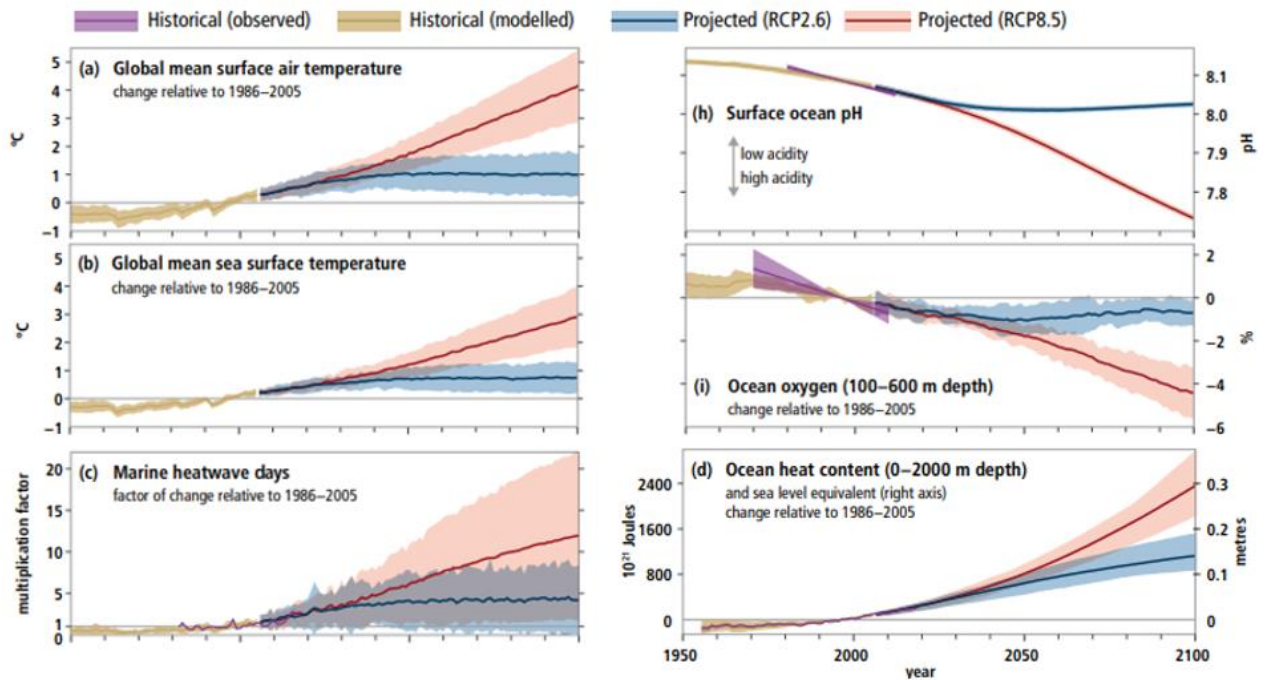 Historical (observed) Historical (modelled) Projected (RCP2.6) Projected (RCP8.5)
(a) Global mean surface air temperature
change relative to 1986–2005
5
4
3
2
1
0
−1
°C
(b) Global mean sea surface temperature
change relative to 1986–2005
5
4
3
2
1
0
−1
°C
(c) Marine heatwave days
factor of change relative to 1986–2005
20
15
10
5
1
0
multiplication factor
(h) Surface ocean pH
low acidity
high acidity
8.1
8.0
7.9
7.8
pH
2
0
−2
−4
−6
%
(i) Ocean oxygen (100–600 m depth)
change relative to 1986–2005
(d) Ocean heat content (0–2000 m depth)
and sea level equivalent (right axis)
change relative to 1986–2005
2400
1600
800
0
10²¹ Joules
0.3
0.2
0.1
0
metres
1950 2000 2050 2100
year